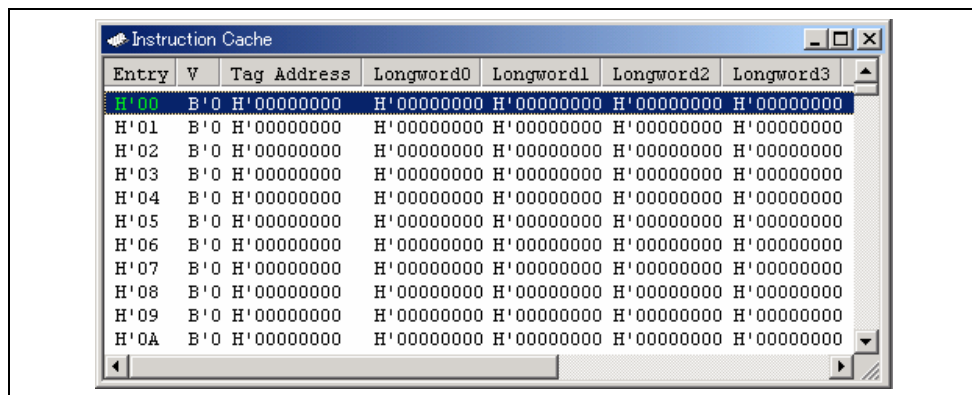 Instruction Cache
Entry V Tag Address Longword0 Longword1 Longword2 Longword3
H'00 B'0 H'00000000 H'00000000 H'00000000 H'00000000 H'00000000
H'01 B'0 H'00000000 H'00000000 H'00000000 H'00000000 H'00000000
H'02 B'0 H'00000000 H'00000000 H'00000000 H'00000000 H'00000000
H'03 B'0 H'00000000 H'00000000 H'00000000 H'00000000 H'00000000
H'04 B'0 H'00000000 H'00000000 H'00000000 H'00000000 H'00000000
H'05 B'0 H'00000000 H'00000000 H'00000000 H'00000000 H'00000000
H'06 B'0 H'00000000 H'00000000 H'00000000 H'00000000 H'00000000
H'07 B'0 H'00000000 H'00000000 H'00000000 H'00000000 H'00000000
H'08 B'0 H'00000000 H'00000000 H'00000000 H'00000000 H'00000000
H'09 B'0 H'00000000 H'00000000 H'00000000 H'00000000 H'00000000
H'0A B'0 H'00000000 H'00000000 H'00000000 H'00000000 H'00000000